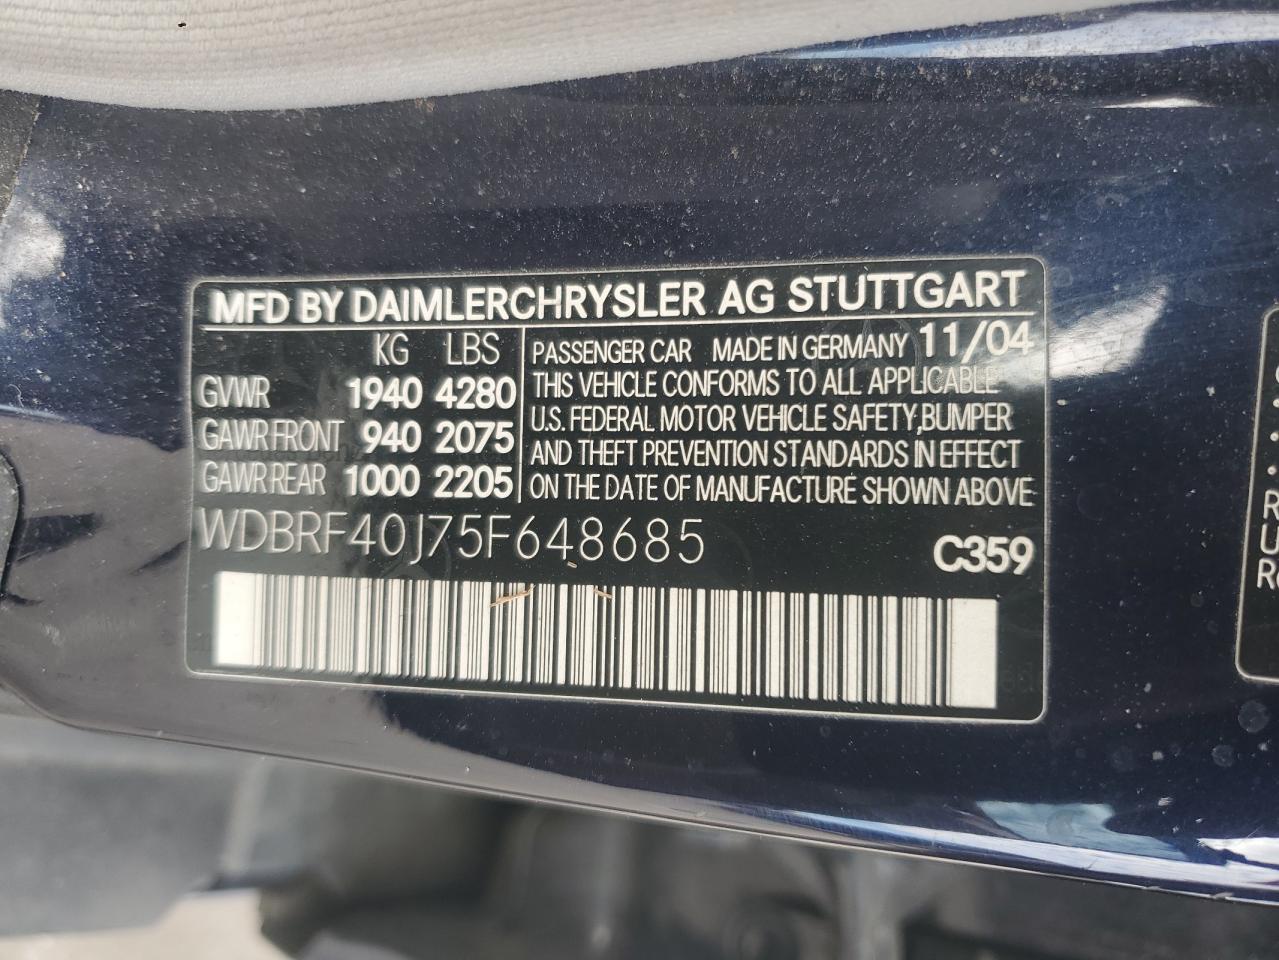 MFD BY DAIMLERCHRYSLER AG STUTTGART
KG LBS
GVWR 1940 4280
GAWR FRONT 940 2075
GAWR REAR 1000 2205
PASSENGER CAR MADE IN GERMANY 11/04
THIS VEHICLE CONFORMS TO ALL APPLICABLE
U.S. FEDERAL MOTOR VEHICLE SAFETY, BUMPER
AND THEFT PREVENTION STANDARDS IN EFFECT
ON THE DATE OF MANUFACTURE SHOWN ABOVE
WDBRF40J75F648685
C359